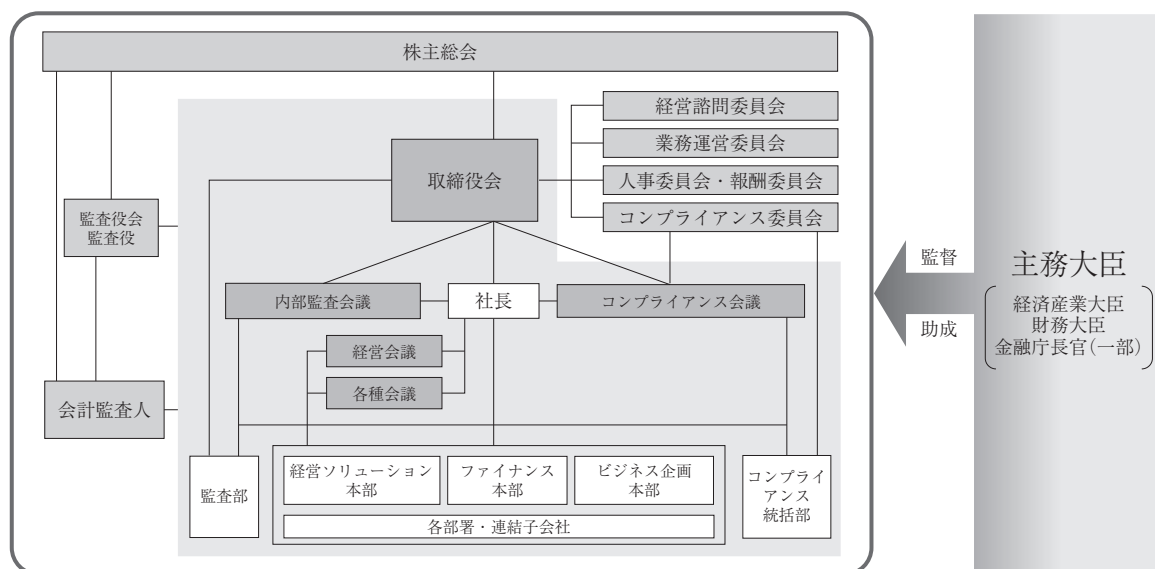 株主総会
経営諮問委員会
業務運営委員会
取締役会
人事委員会・報酬委員会
コンプライアンス委員会
監査役会
監査役
内部監査会議
社長
コンプライアンス会議
経営会議
各種会議
会計監査人
監査部
経営ソリューション
本部
ファイナンス
本部
ビジネス企画
本部
コンプライ
アンス
統括部
各部署・連結子会社
監督
助成
主務大臣
経済産業大臣
財務大臣
金融庁長官(一部)